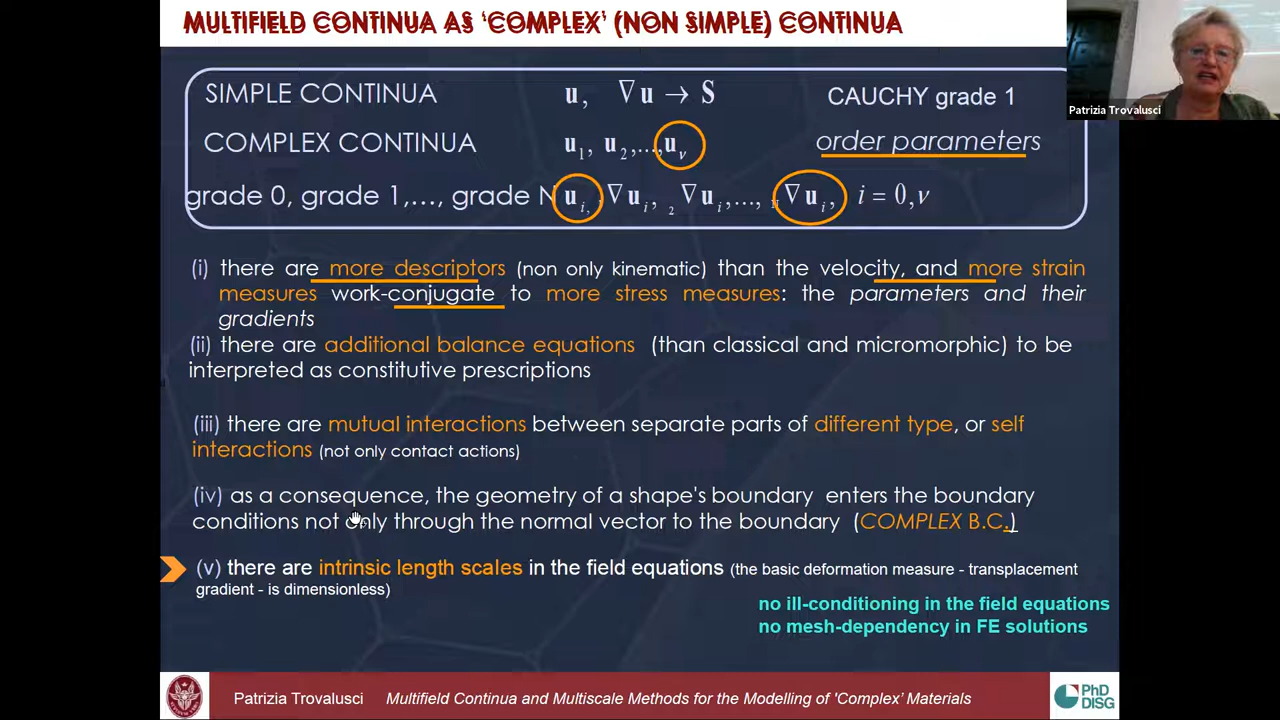 MULTIFIELD CONTINUA AS ‘COMPLEX’ (NON SIMPLE) CONTINUA
Patrizia Trovalusci
SIMPLE CONTINUA u, ∇u → S CAUCHY grade 1
COMPLEX CONTINUA u₁, u₂,...,uᵥ order parameters
grade 0, grade 1,…, grade N uᵢ, ∇uᵢ, ₂∇uᵢ,..., ɴ∇uᵢ, i = 0,ν
(i) there are more descriptors (non only kinematic) than the velocity, and more strain
measures work-conjugate to more stress measures: the parameters and their
gradients
(ii) there are additional balance equations (than classical and micromorphic) to be
interpreted as constitutive prescriptions
(iii) there are mutual interactions between separate parts of different type, or self
interactions (not only contact actions)
(iv) as a consequence, the geometry of a shape's boundary enters the boundary
conditions not only through the normal vector to the boundary (COMPLEX B.C.)
(v) there are intrinsic length scales in the field equations (the basic deformation measure - transplacement
gradient - is dimensionless)
no ill-conditioning in the field equations
no mesh-dependency in FE solutions
Patrizia Trovalusci Multifield Continua and Multiscale Methods for the Modelling of 'Complex' Materials
PhD
DISG